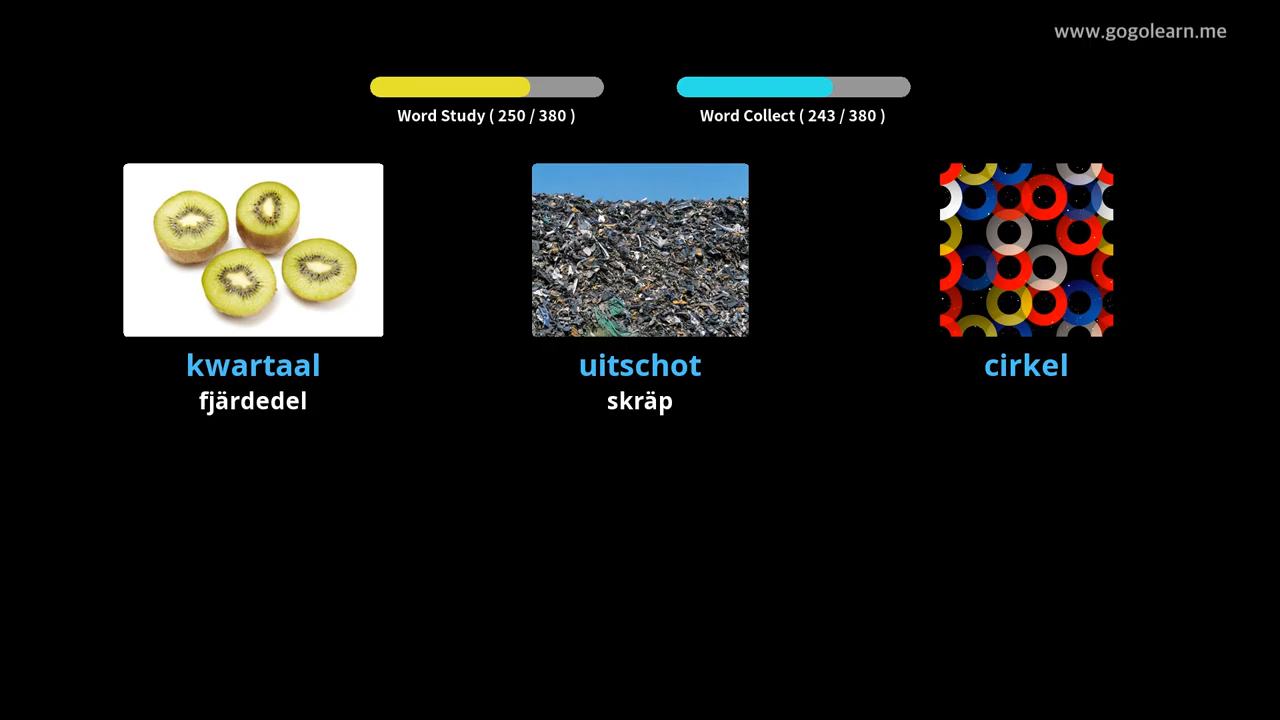 www.gogolearn.me
Word Study ( 250 / 380 )
Word Collect ( 243 / 380 )
kwartaal
fjärdedel
uitschot
skräp
cirkel